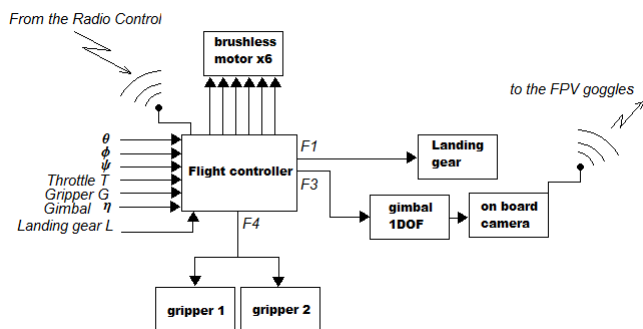 From the Radio Control
brushless
motor x6
to the FPV goggles
θ
ϕ
ψ
Throttle T
Gripper G
Gimbal η
Landing gear L
Flight controller
F1
F3
F4
Landing
gear
gimbal
1DOF
on board
camera
gripper 1
gripper 2